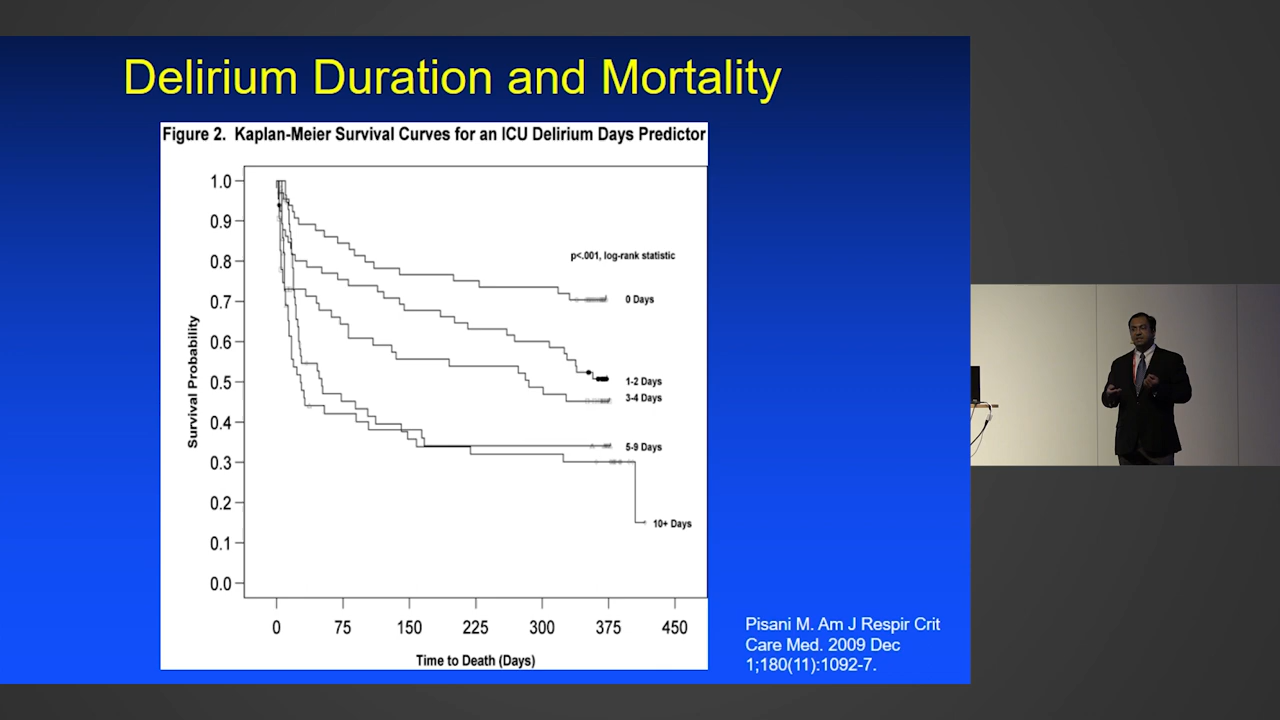 Delirium Duration and Mortality
Figure 2. Kaplan-Meier Survival Curves for an ICU Delirium Days Predictor
Survival Probability
1.0
0.9
0.8
0.7
0.6
0.5
0.4
0.3
0.2
0.1
0.0
p<.001, log-rank statistic
0 Days
1-2 Days
3-4 Days
5-9 Days
10+ Days
0 75 150 225 300 375 450
Time to Death (Days)
Pisani M. Am J Respir Crit
Care Med. 2009 Dec
1;180(11):1092-7.